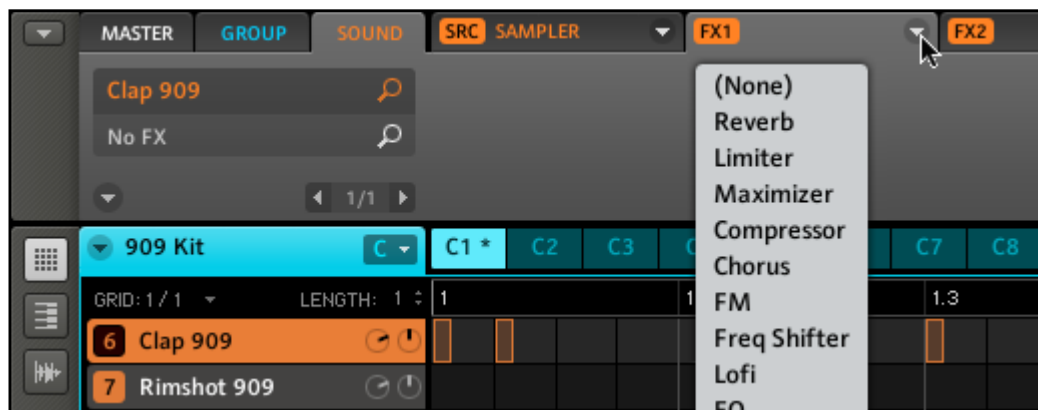 MASTER GROUP SOUND SRC SAMPLER FX1 FX2
Clap 909
No FX
1/1
(None)
Reverb
Limiter
Maximizer
Compressor
Chorus
FM
Freq Shifter
Lofi
EQ
909 Kit C C1 * C2 C3 C7 C8
GRID: 1/1 LENGTH: 1 1 1.3
6 Clap 909
7 Rimshot 909